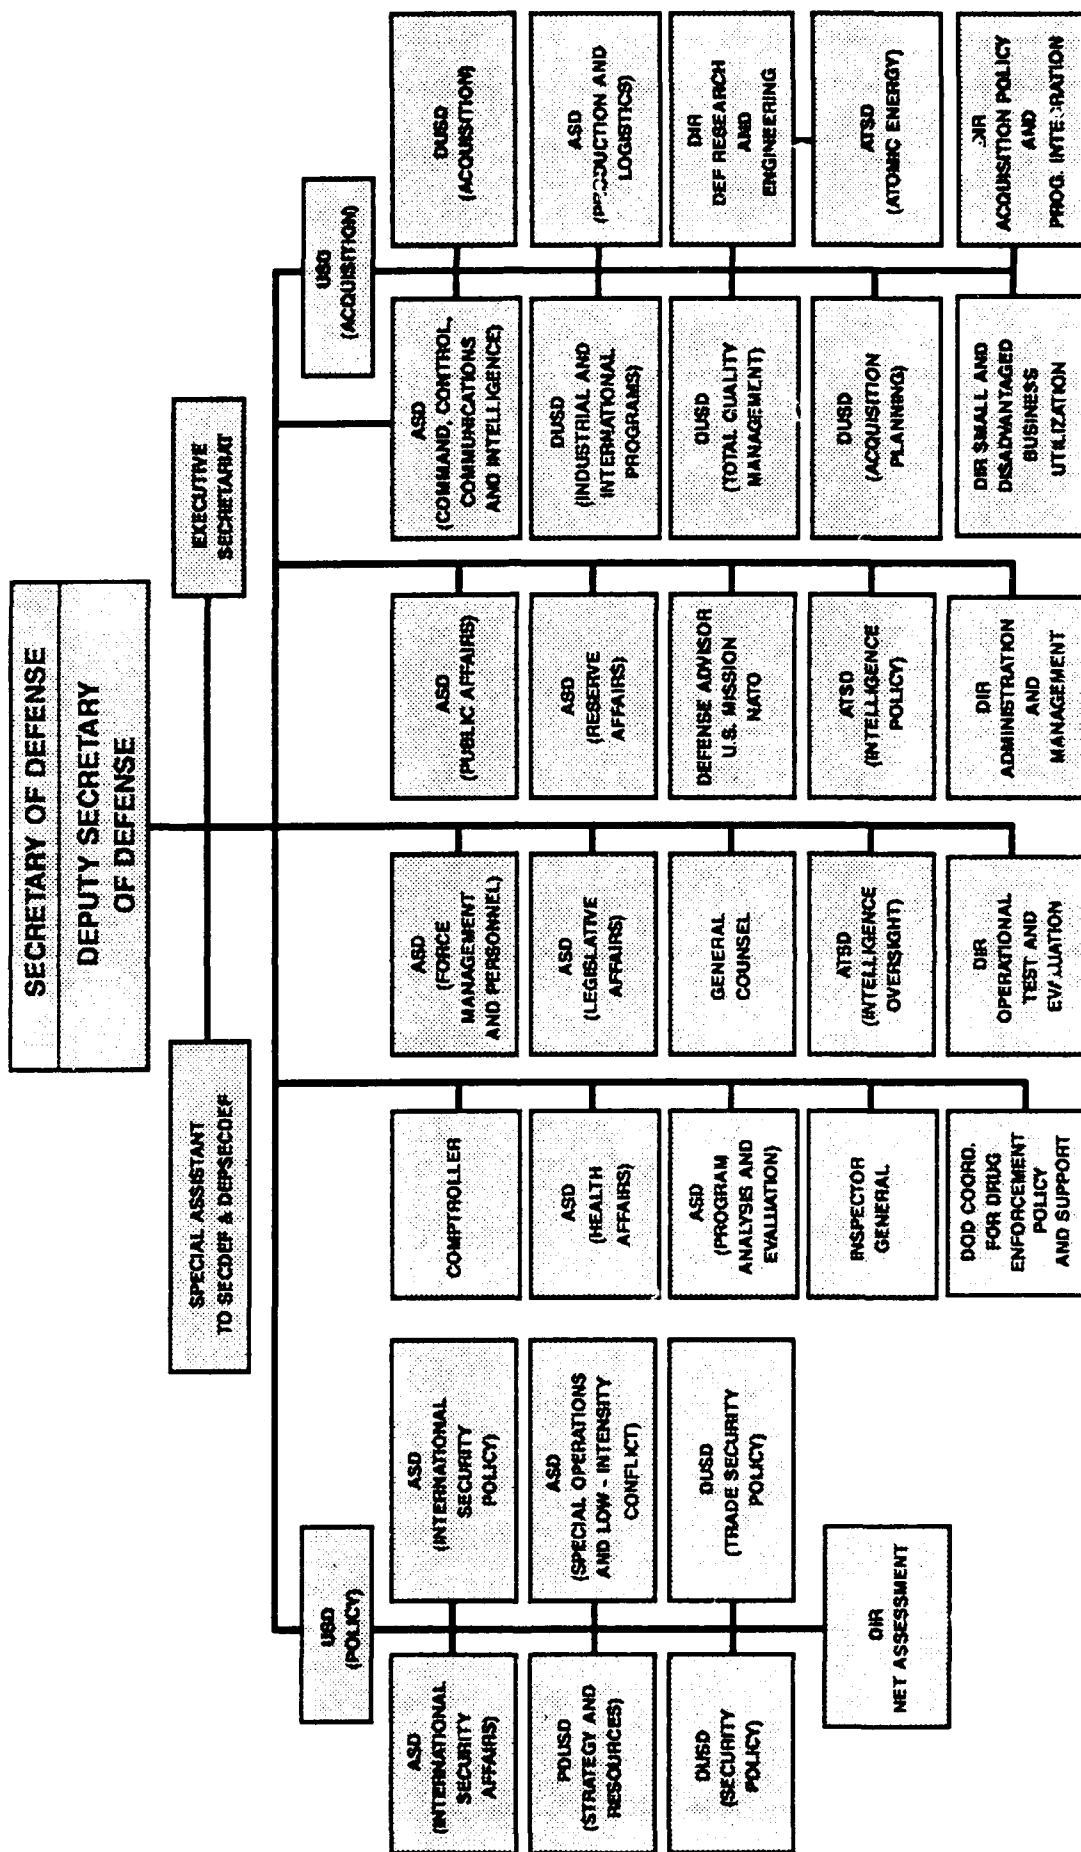 SECRETARY OF DEFENSE
DEPUTY SECRETARY
OF DEFENSE
SPECIAL ASSISTANT
TO SECDEF & DEPSECDEF
EXECUTIVE
SECRETARIAT
USD
(POLICY)
ASD
(INTERNATIONAL
SECURITY
AFFAIRS)
ASD
(INTERNATIONAL
SECURITY
POLICY)
PDUSD
(STRATEGY AND
RESOURCES)
ASD
(SPECIAL OPERATIONS
AND LOW - INTENSITY
CONFLICT)
DUSD
(SECURITY
POLICY)
DUSD
(TRADE SECURITY
POLICY)
DIR
NET ASSESSMENT
COMPTROLLER
ASD
(HEALTH
AFFAIRS)
ASD
(PROGRAM
ANALYSIS AND
EVALUATION)
INSPECTOR
GENERAL
DOD COORD.
FOR DRUG
ENFORCEMENT
POLICY
AND SUPPORT
ASD
(FORCE
MANAGEMENT
AND PERSONNEL)
ASD
(LEGISLATIVE
AFFAIRS)
GENERAL
COUNSEL
ATSD
(INTELLIGENCE
OVERSIGHT)
DIR
OPERATIONAL
TEST AND
EVALUATION
ASD
(PUBLIC AFFAIRS)
ASD
(RESERVE
AFFAIRS)
DEFENSE ADVISOR
U.S. MISSION
NATO
ATSD
(INTELLIGENCE
POLICY)
DIR
ADMINISTRATION
AND
MANAGEMENT
USD
(ACQUISITION)
ASD
(COMMAND, CONTROL,
COMMUNICATIONS
AND INTELLIGENCE)
DUSD
(ACQUISITION)
DUSD
(INDUSTRIAL AND
INTERNATIONAL
PROGRAMS)
ASD
(PRODUCTION AND
LOGISTICS)
DUSD
(TOTAL QUALITY
MANAGEMENT)
DIR
DEF RESEARCH
AND
ENGINEERING
DUSD
(ACQUISITION
PLANNING)
ATSD
(ATOMIC ENERGY)
DIR SMALL AND
DISADVANTAGED
BUSINESS
UTILIZATION
DIR
ACQUISITION POLICY
AND
PROG. INTEGRATION